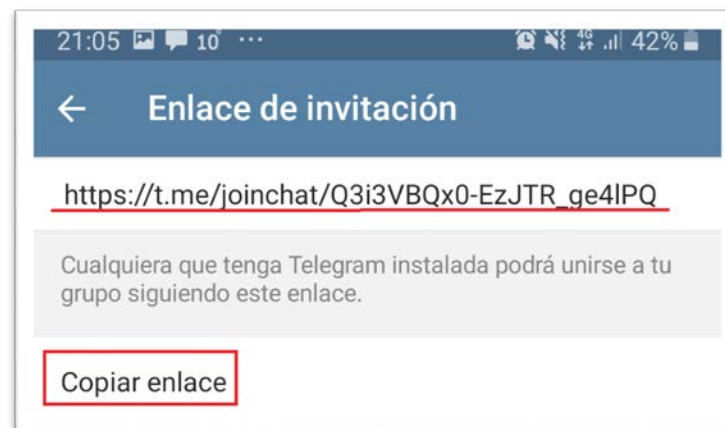 21:05 10° ... 4G 42%
Enlace de invitación
https://t.me/joinchat/Q3i3VBQx0-EzJTR_ge4lPQ
Cualquiera que tenga Telegram instalada podrá unirse a tu
grupo siguiendo este enlace.
Copiar enlace